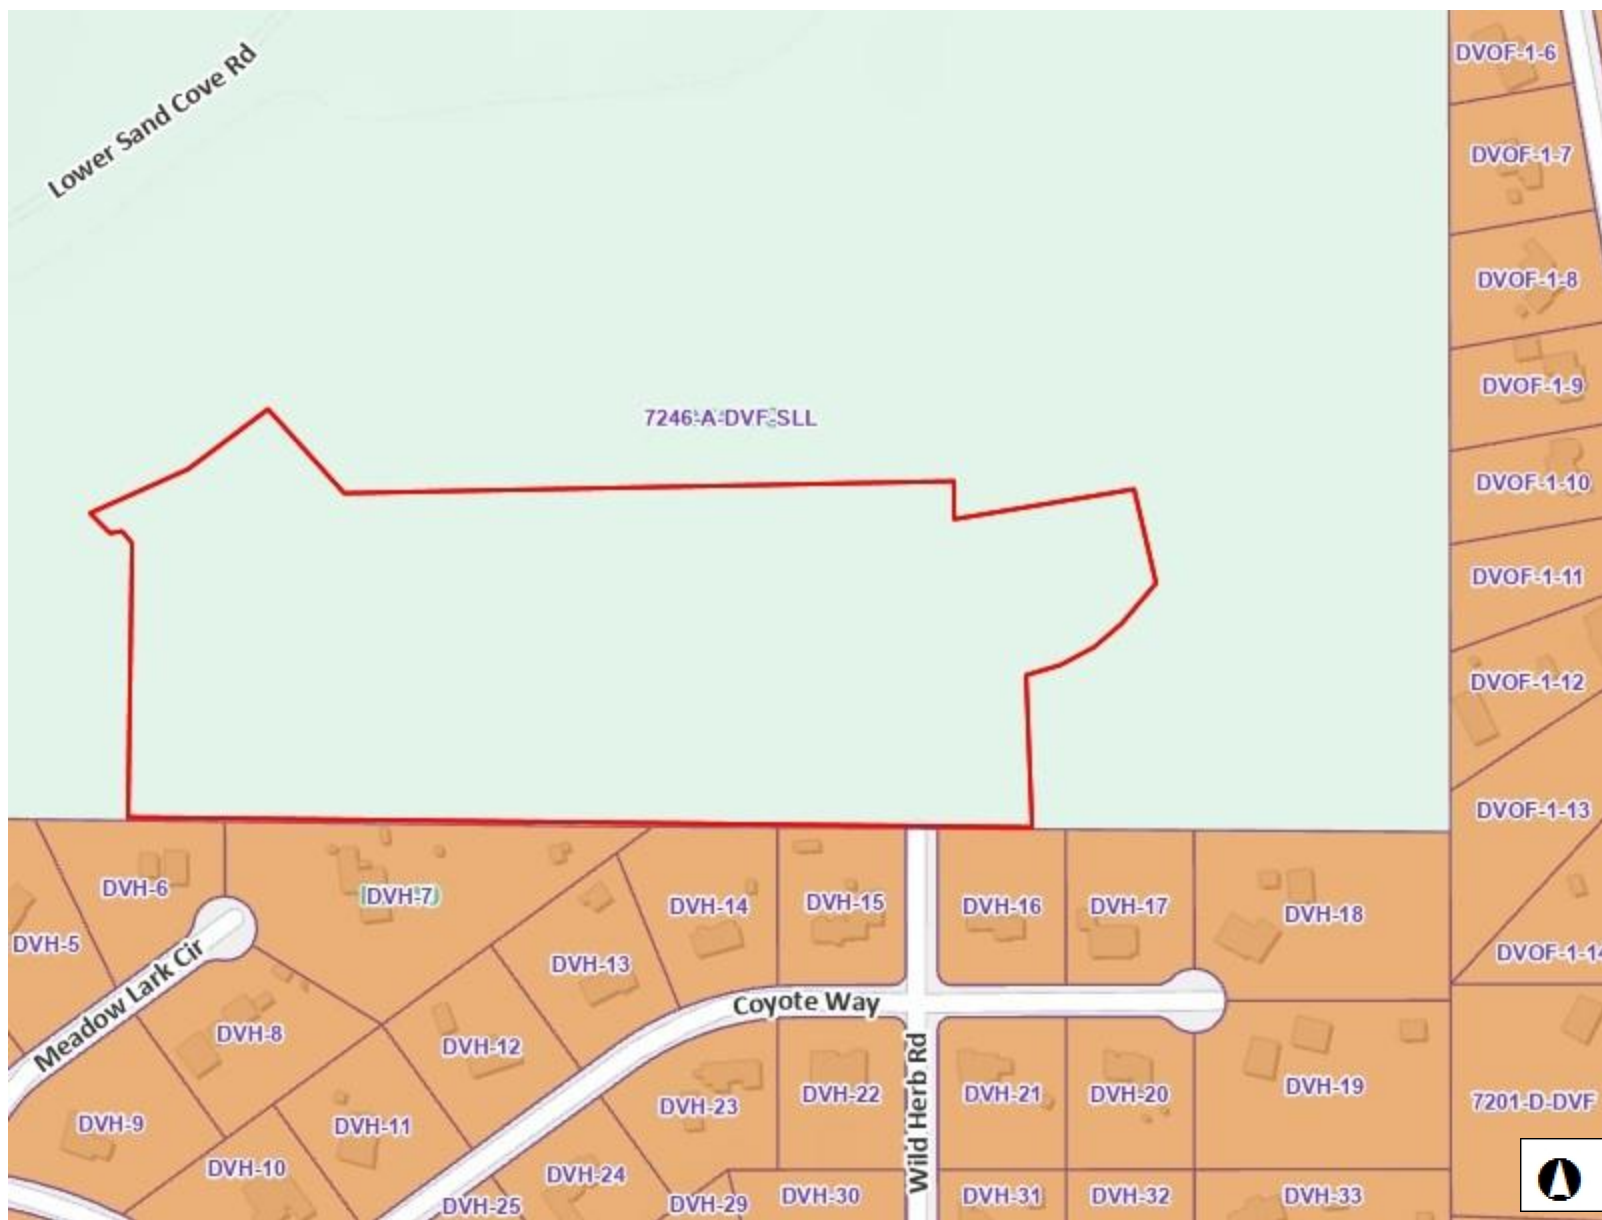 Lower Sand Cove Rd
DVOF-1-6
DVOF-1-7
DVOF-1-8
DVOF-1-9
7246-A-DVF-SLL
DVOF-1-10
DVOF-1-11
DVOF-1-12
DVOF-1-13
DVH-6
DVH-7
DVH-14
DVH-15
DVH-16
DVH-17
DVH-18
DVH-5
DVH-13
DVOF-1-14
Meadow Lark Cir
Coyote Way
DVH-8
DVH-12
Wild Herb Rd
DVH-9
DVH-11
DVH-23
DVH-22
DVH-21
DVH-20
DVH-19
7201-D-DVF
DVH-10
DVH-24
DVH-25
DVH-29
DVH-30
DVH-31
DVH-32
DVH-33